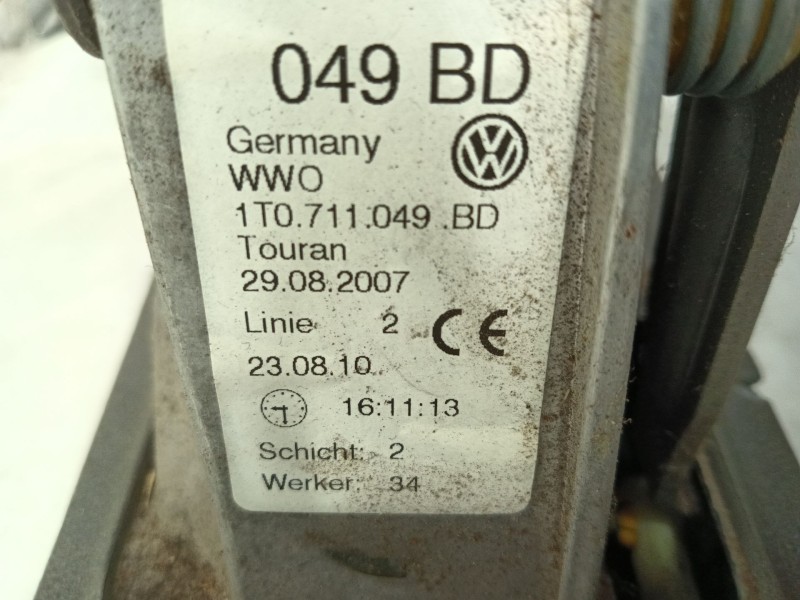 049 BD
Germany
WWO
1T0.711.049 .BD
Touran
29.08.2007
Linie 2
CE
23.08.10
16:11:13
Schicht: 2
Werker: 34